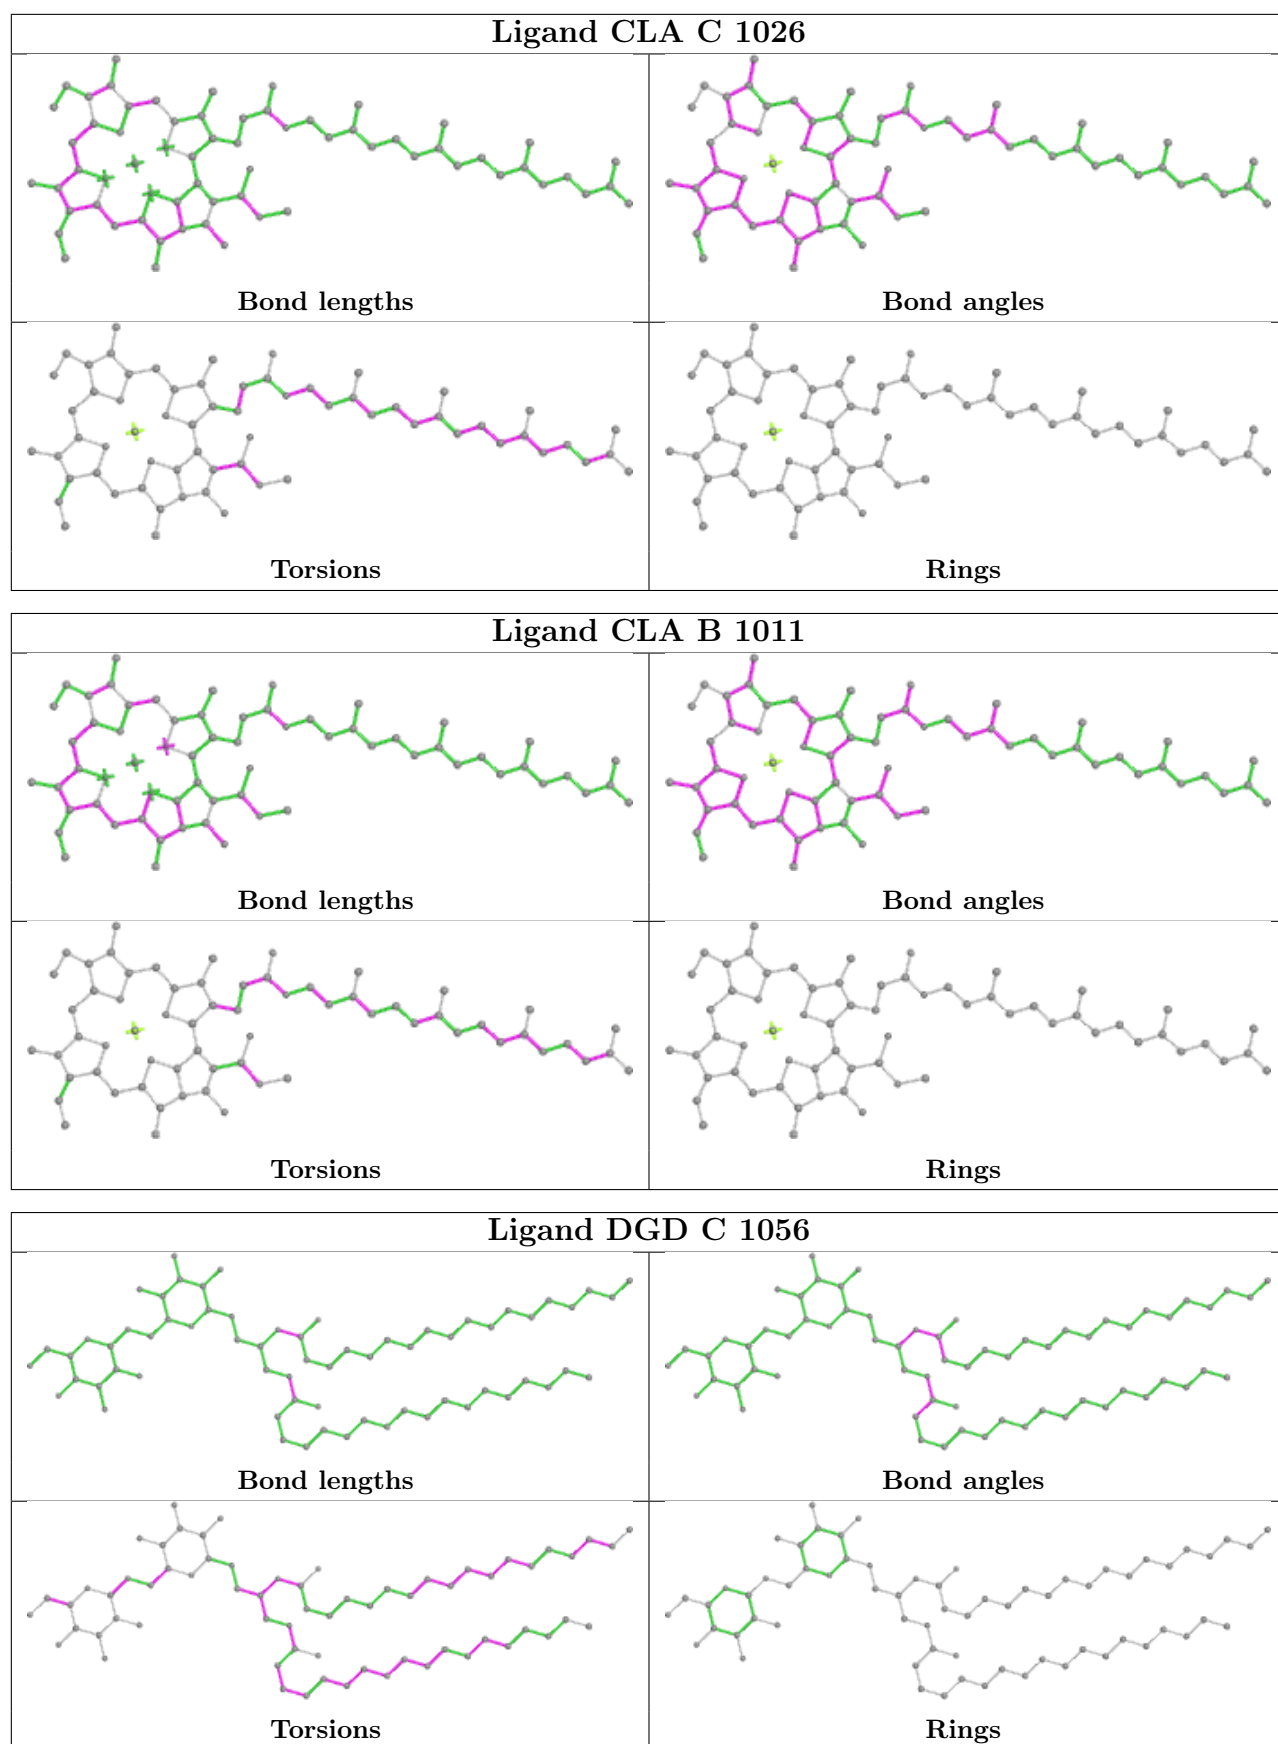 Ligand CLA C 1026
Bond lengths
Bond angles
Torsions
Rings
Ligand CLA B 1011
Bond lengths
Bond angles
Torsions
Rings
Ligand DGD C 1056
Bond lengths
Bond angles
Torsions
Rings